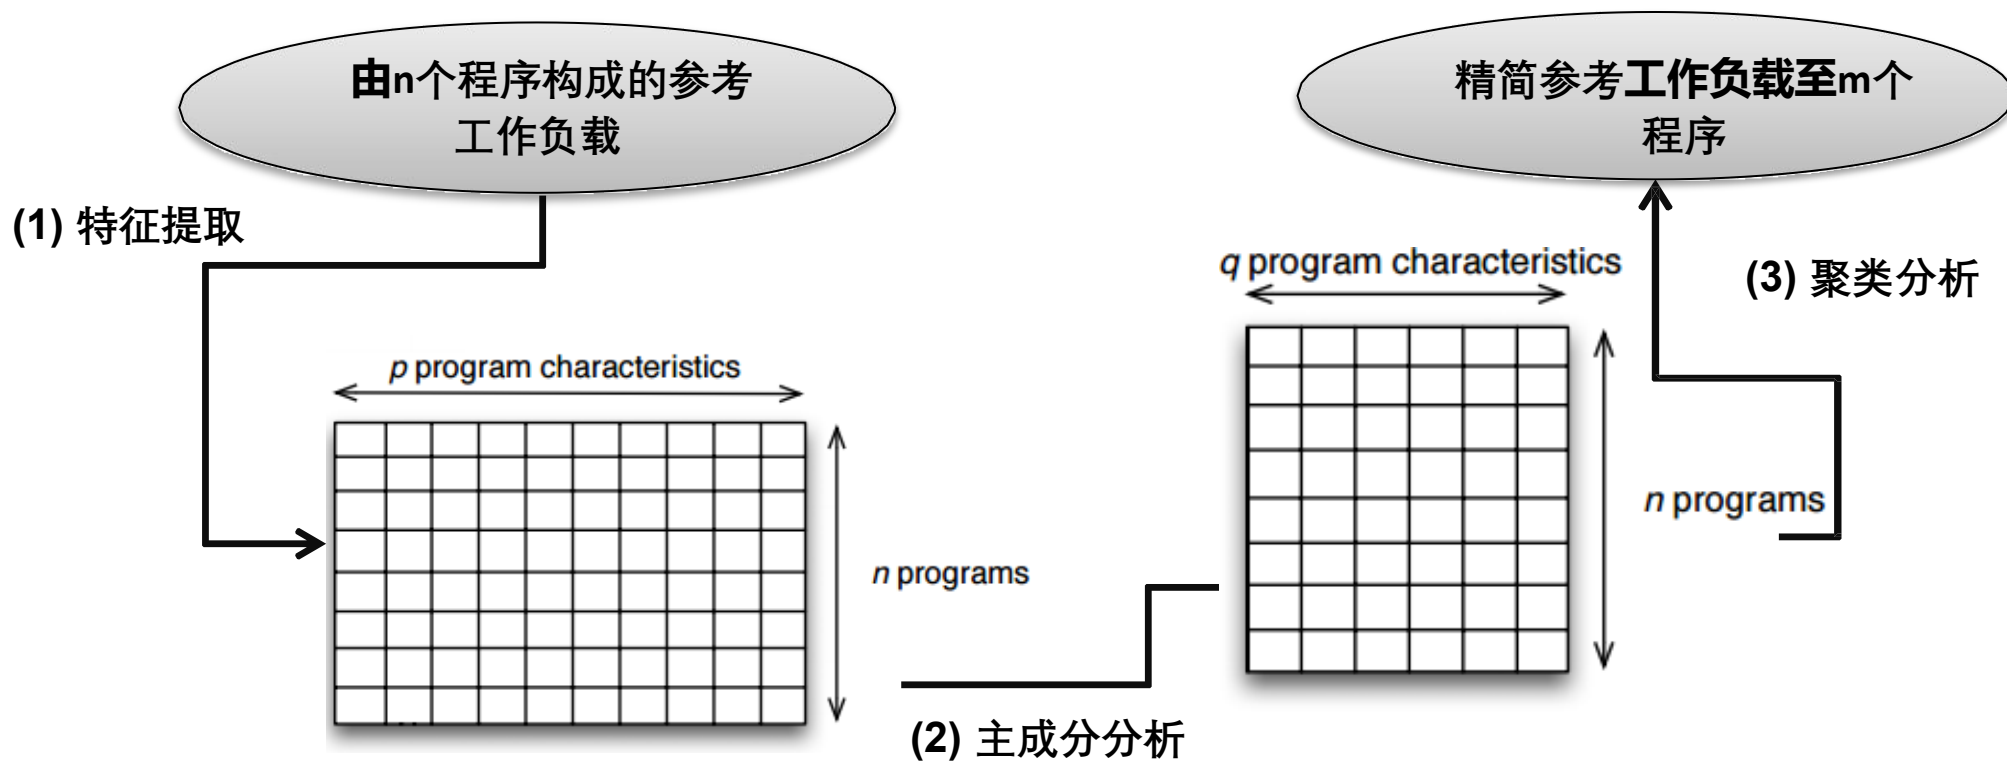 由n个程序构成的参考
工作负载
(1) 特征提取
p program characteristics
n programs
(2) 主成分分析
q program characteristics
n programs
(3) 聚类分析
精简参考工作负载至m个
程序